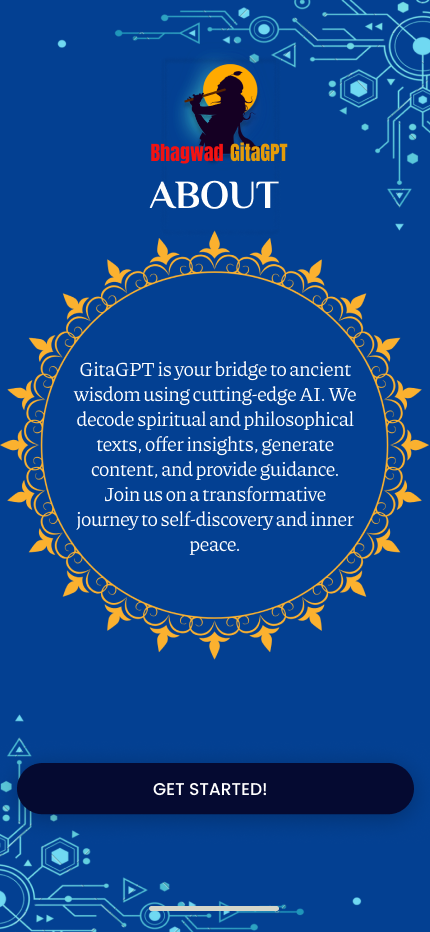 Bhagwad GitaGPT
ABOUT
GitaGPT is your bridge to ancient
wisdom using cutting-edge AI. We
decode spiritual and philosophical
texts, offer insights, generate
content, and provide guidance.
Join us on a transformative
journey to self-discovery and inner
peace.
GET STARTED!